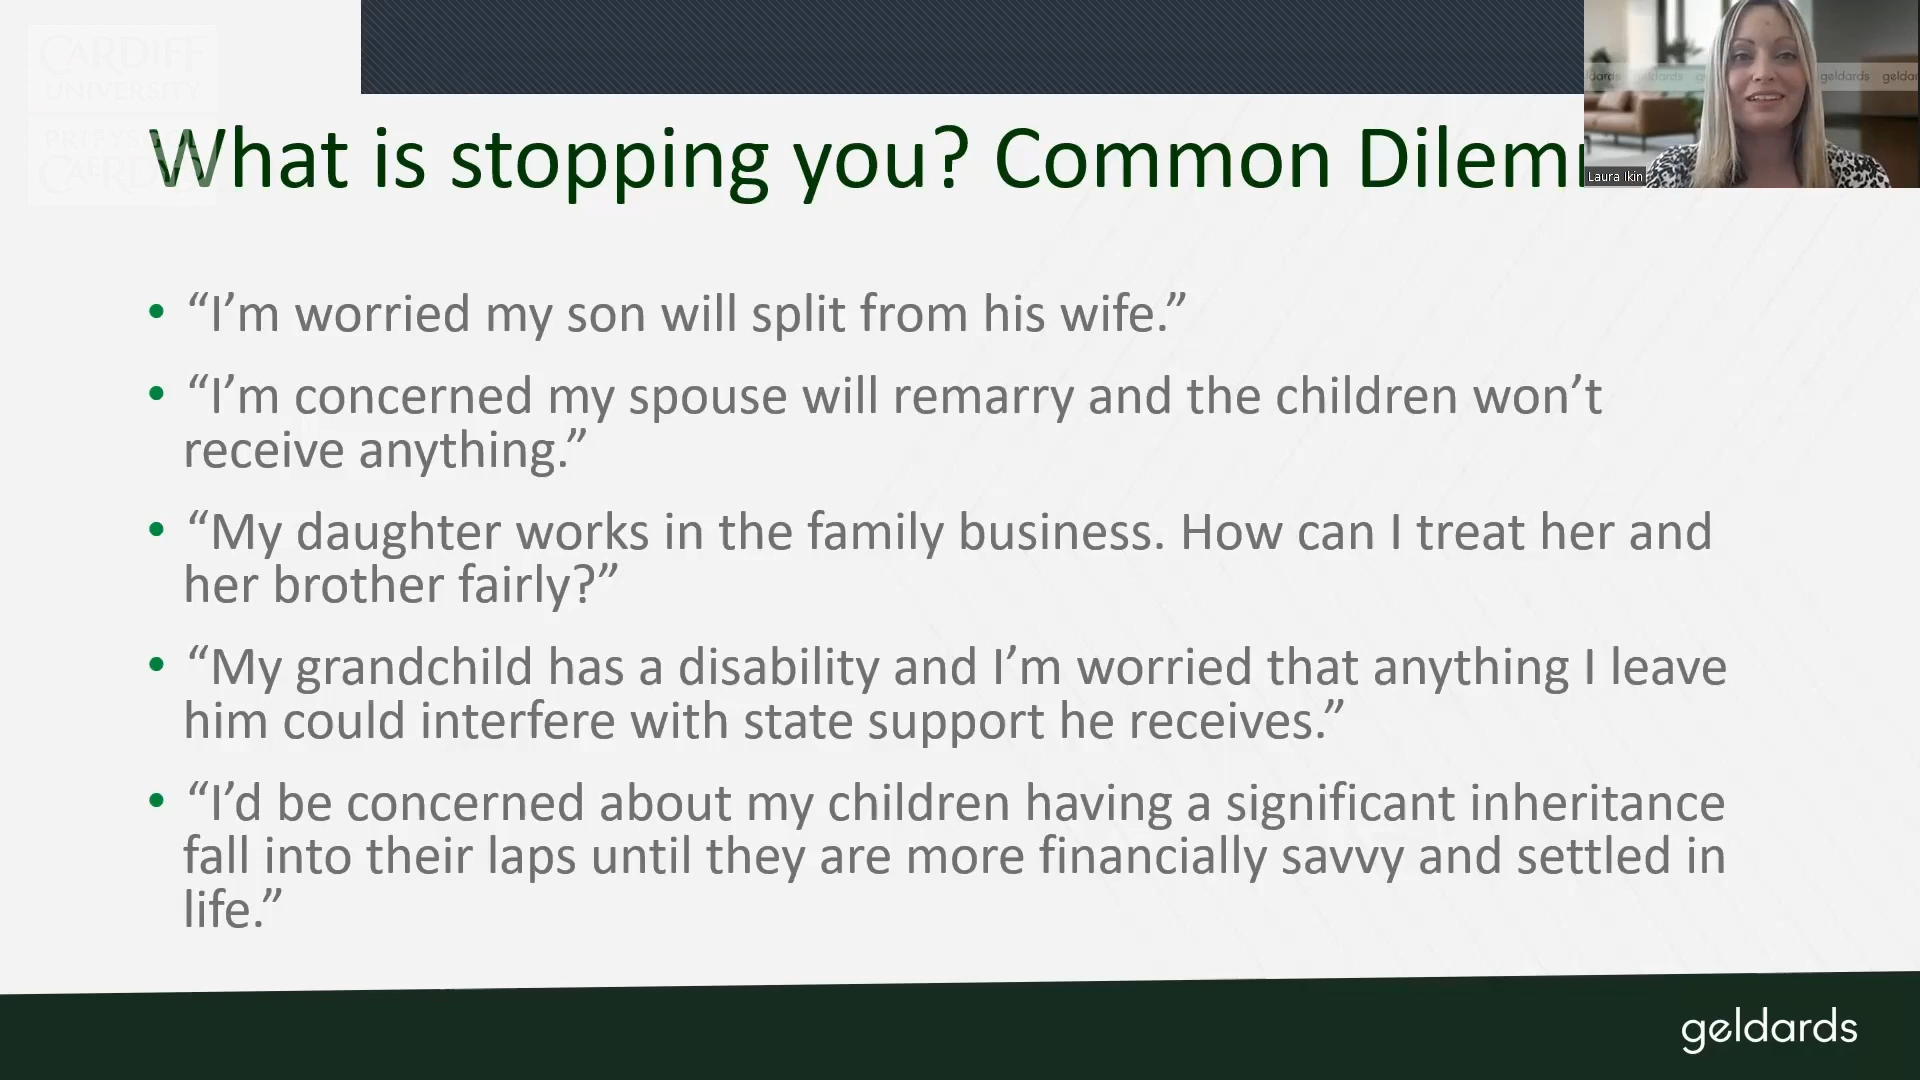 CARDIFF
UNIVERSITY
PRIFYSGOL
CAERDYDD
What is stopping you? Common Dilem
geldards
Laura Ikin
• “I’m worried my son will split from his wife.”
• “I’m concerned my spouse will remarry and the children won’t
receive anything.”
• “My daughter works in the family business. How can I treat her and
her brother fairly?”
• “My grandchild has a disability and I’m worried that anything I leave
him could interfere with state support he receives.”
• “I’d be concerned about my children having a significant inheritance
fall into their laps until they are more financially savvy and settled in
life.”
geldards